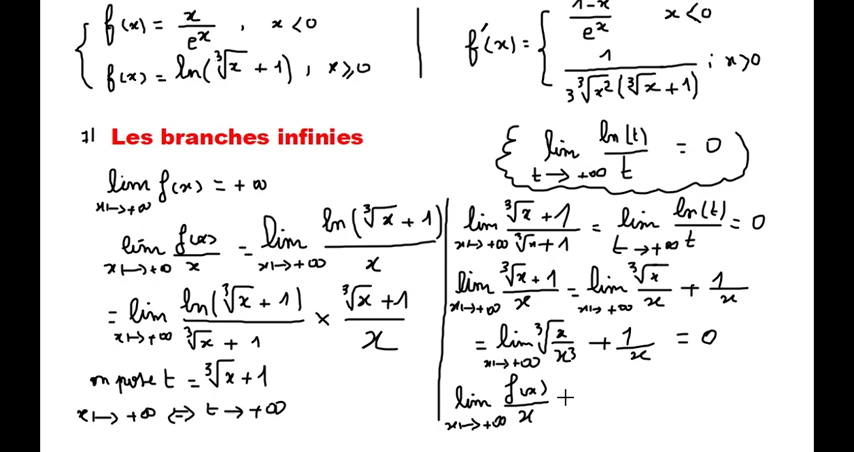 f(x) = x/e^x , x < 0
f(x) = ln(∛x + 1) , x ⩾ 0
f'(x) = { (1-x)/e^x x < 0
1/(3∛x²(∛x + 1)) ; x > 0
7/ Les branches infinies
lim_{x→+∞} f(x) = +∞
lim_{x→+∞} f(x)/x = lim_{x→+∞} ln(∛x + 1)/x
= lim_{x→+∞} ln(∛x + 1)/(∛x + 1) × (∛x + 1)/x
on pose t = ∛x + 1
x → +∞ ⇔ t → +∞
lim_{t→+∞} ln(t)/t = 0
lim_{x→+∞} (∛x + 1)/(∛x + 1) = lim_{t→+∞} ln(t)/t = 0
lim_{x→+∞} (∛x + 1)/x = lim_{x→+∞} ∛x/x + 1/x
= lim_{x→+∞} ∛(x/x³) + 1/x = 0
lim_{x→+∞} f(x)/x +